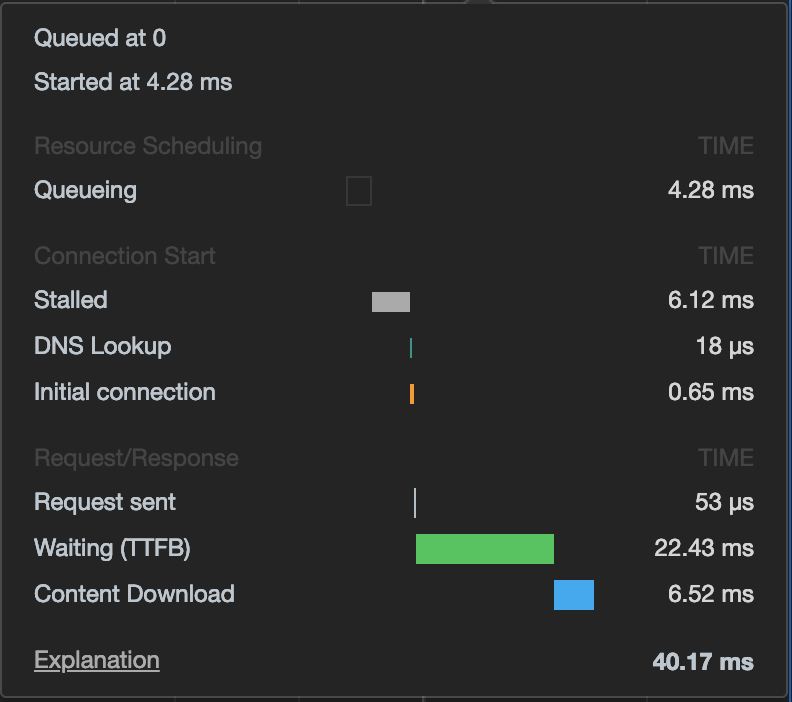 Queued at 0
Started at 4.28 ms
Resource Scheduling TIME
Queueing 4.28 ms
Connection Start TIME
Stalled 6.12 ms
DNS Lookup 18 µs
Initial connection 0.65 ms
Request/Response TIME
Request sent 53 µs
Waiting (TTFB) 22.43 ms
Content Download 6.52 ms
Explanation 40.17 ms